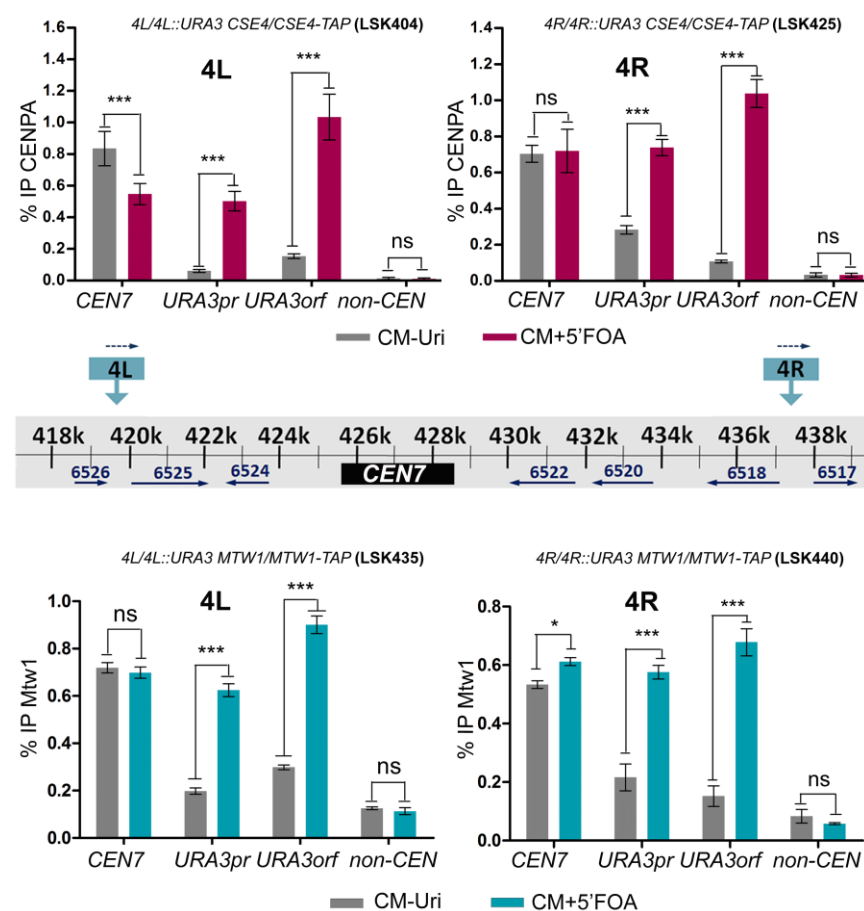 4L/4L::URA3 CSE4/CSE4-TAP (LSK404)
4L
% IP CENPA
1.6
1.4
1.2
1.0
0.8
0.6
0.4
0.2
0.0
***
***
***
ns
CEN7 URA3pr URA3orf non-CEN
4R/4R::URA3 CSE4/CSE4-TAP (LSK425)
4R
% IP CENPA
1.4
1.2
1.0
0.8
0.6
0.4
0.2
0.0
ns
***
***
ns
CEN7 URA3pr URA3orf non-CEN
CM-Uri CM+5'FOA
4L 4R
418k 420k 422k 424k 426k 428k 430k 432k 434k 436k 438k
CEN7
6526 6525 6524 6522 6520 6518 6517
4L/4L::URA3 MTW1/MTW1-TAP (LSK435)
4L
% IP Mtw1
1.0
0.8
0.6
0.4
0.2
0.0
ns
***
***
ns
CEN7 URA3pr URA3orf non-CEN
4R/4R::URA3 MTW1/MTW1-TAP (LSK440)
4R
% IP Mtw1
0.8
0.6
0.4
0.2
0.0
*
***
***
ns
CEN7 URA3pr URA3orf non-CEN
CM-Uri CM+5'FOA